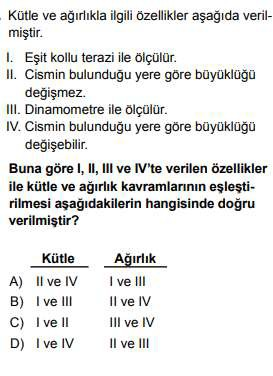 . Kütle ve ağırlıkla ilgili özellikler aşağıda veril-
miştir.
I. Eşit kollu terazi ile ölçülür.
II. Cismin bulunduğu yere göre büyüklüğü
değişmez.
III. Dinamometre ile ölçülür.
IV. Cismin bulunduğu yere göre büyüklüğü
değişebilir.
Buna göre I, II, III ve IV'te verilen özellikler
ile kütle ve ağırlık kavramlarının eşleşti-
rilmesi aşağıdakilerin hangisinde doğru
verilmiştir?
Kütle Ağırlık
A) II ve IV I ve III
B) I ve III II ve IV
C) I ve II III ve IV
D) I ve IV II ve III